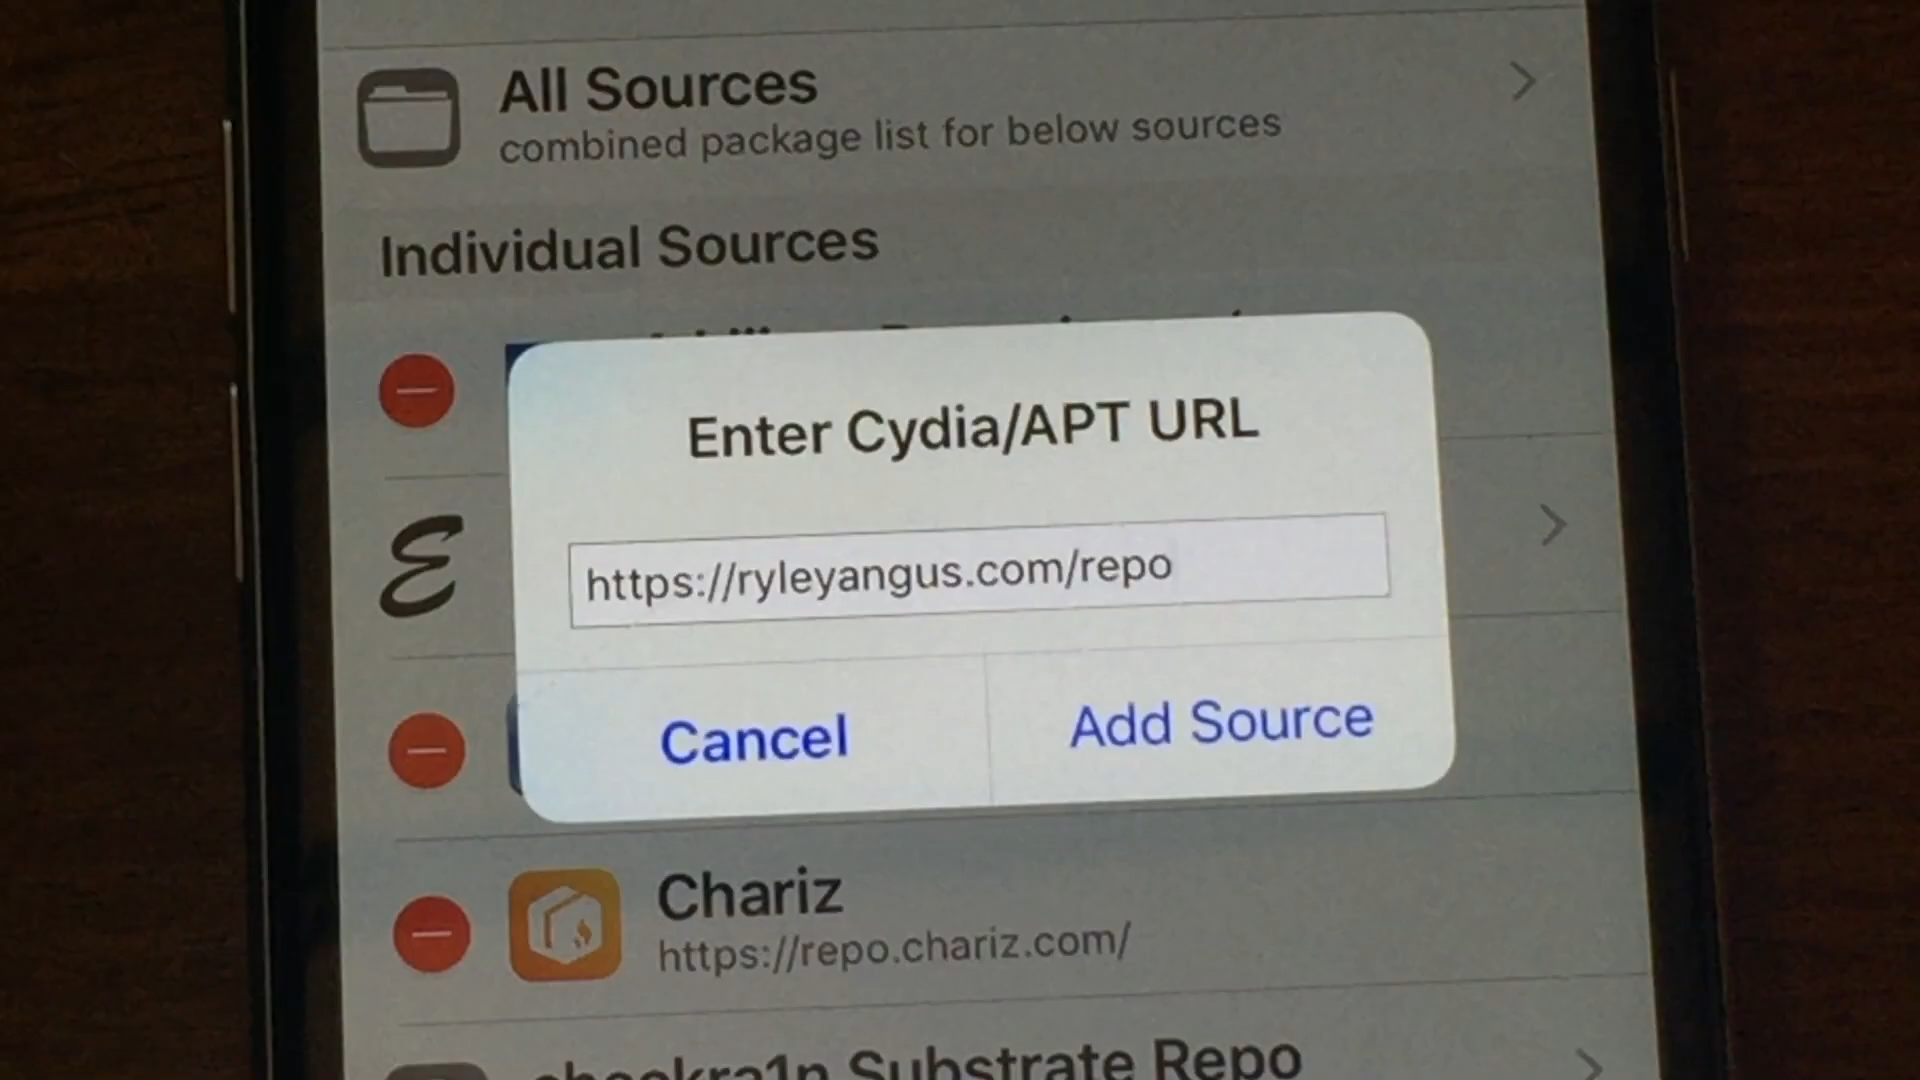 All Sources
combined package list for below sources
Individual Sources
Enter Cydia/APT URL
https://ryleyangus.com/repo
Cancel
Add Source
Chariz
https://repo.chariz.com/
checkra1n Substrate Repo